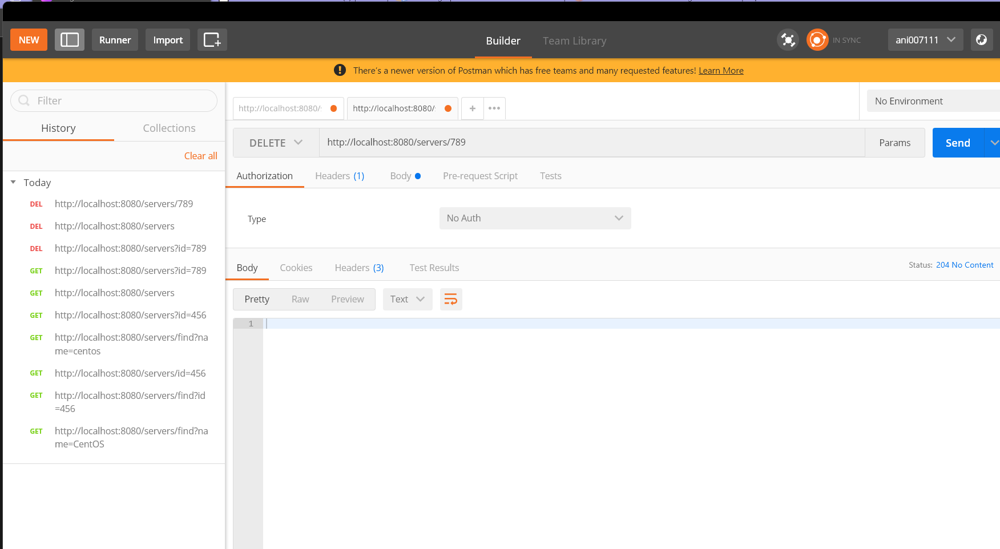 NEW
Runner
Import
Builder
Team Library
IN SYNC
ani007111
There's a newer version of Postman which has free teams and many requested features! Learn More
Filter
History
Collections
Clear all
Today
DEL http://localhost:8080/servers/789
DEL http://localhost:8080/servers
DEL http://localhost:8080/servers?id=789
GET http://localhost:8080/servers?id=789
GET http://localhost:8080/servers
GET http://localhost:8080/servers?id=456
GET http://localhost:8080/servers/find?na
me=centos
GET http://localhost:8080/servers/id=456
GET http://localhost:8080/servers/find?id
=456
GET http://localhost:8080/servers/find?na
me=CentOS
http://localhost:8080/
http://localhost:8080/
+
No Environment
DELETE
http://localhost:8080/servers/789
Params
Send
Authorization
Headers (1)
Body
Pre-request Script
Tests
Type
No Auth
Body
Cookies
Headers (3)
Test Results
Status: 204 No Content
Pretty
Raw
Preview
Text
1